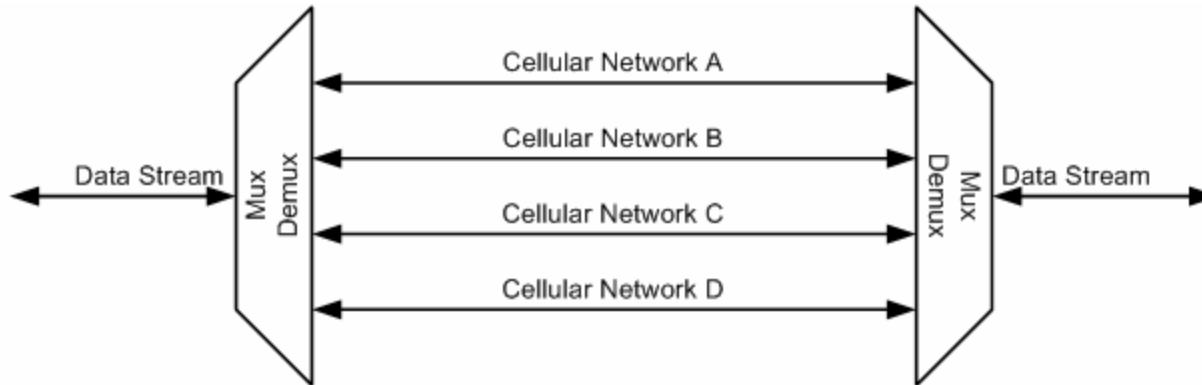 Cellular Network A
Cellular Network B
Data Stream
Mux
Demux
Mux
Demux
Data Stream
Cellular Network C
Cellular Network D